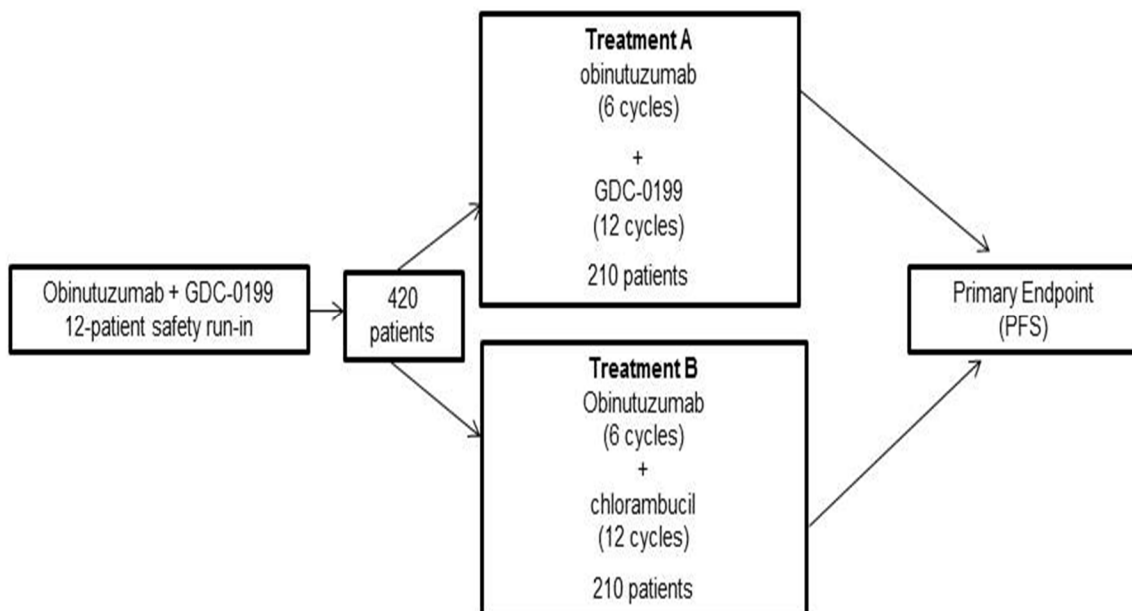 Obinutuzumab + GDC-0199
12-patient safety run-in
420
patients
Treatment A
obinutuzumab
(6 cycles)
+
GDC-0199
(12 cycles)
210 patients
Treatment B
Obinutuzumab
(6 cycles)
+
chlorambucil
(12 cycles)
210 patients
Primary Endpoint
(PFS)